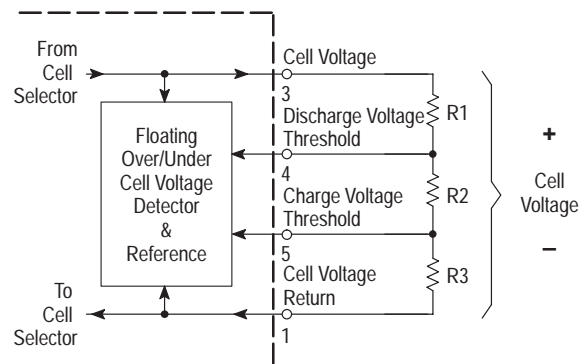 From
Cell
Selector
Cell Voltage
3
R1
Discharge Voltage
Threshold
4
Floating
Over/Under
Cell Voltage
Detector
&
Reference
Charge Voltage
Threshold
5
R2
+
Cell
Voltage
–
Cell Voltage
Return
1
R3
To
Cell
Selector